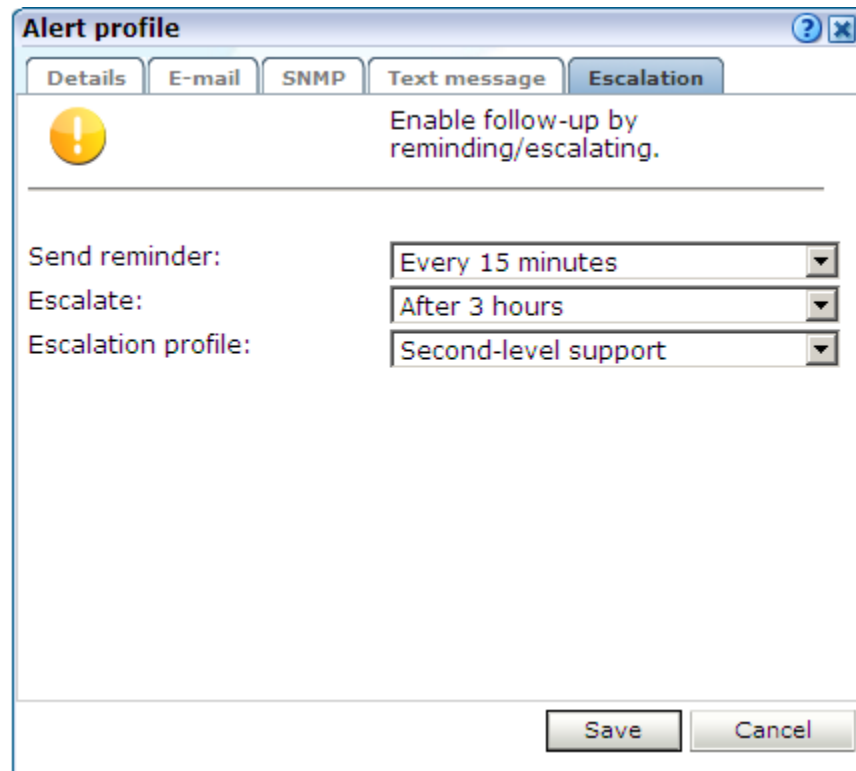 Alert profile
Details
E-mail
SNMP
Text message
Escalation
Enable follow-up by
reminding/escalating.
Send reminder:
Every 15 minutes
Escalate:
After 3 hours
Escalation profile:
Second-level support
Save
Cancel